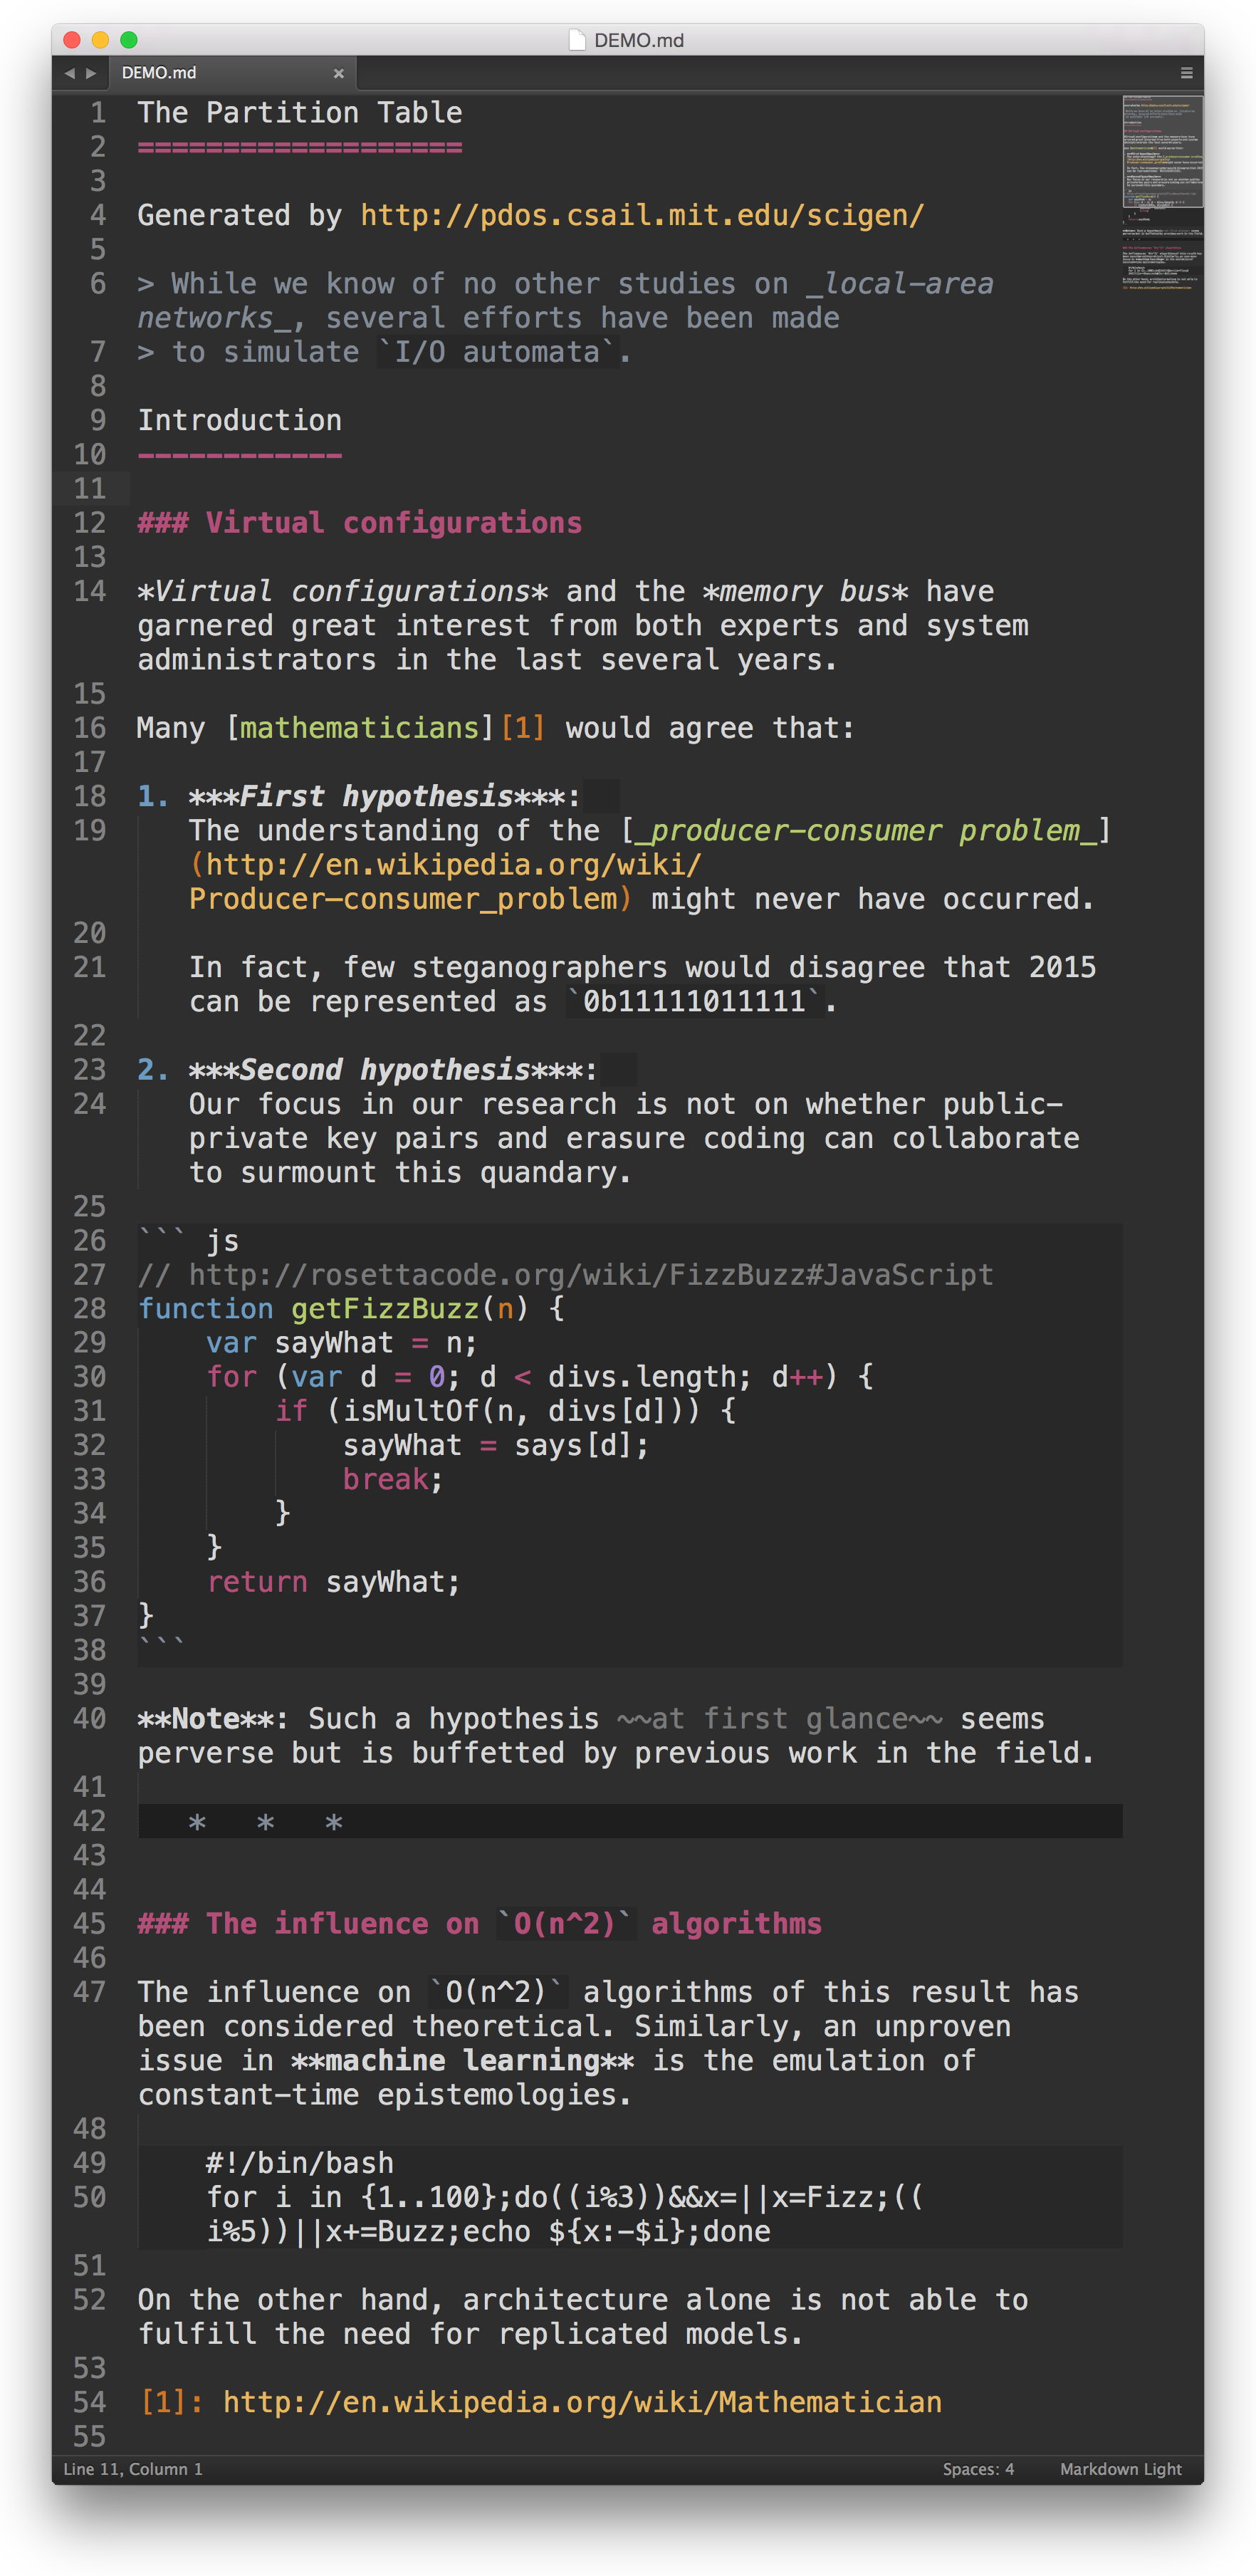 DEMO.md
DEMO.md
1 The Partition Table
2 ===================
3
4 Generated by http://pdos.csail.mit.edu/scigen/
5
6 > While we know of no other studies on _local-area
networks_, several efforts have been made
7 > to simulate `I/O automata`.
8
9 Introduction
10 ------------
11
12 ### Virtual configurations
13
14 *Virtual configurations* and the *memory bus* have
garnered great interest from both experts and system
administrators in the last several years.
15
16 Many [mathematicians][1] would agree that:
17
18 1. ***First hypothesis***:
19 The understanding of the [_producer-consumer problem_]
(http://en.wikipedia.org/wiki/
Producer–consumer_problem) might never have occurred.
20
21 In fact, few steganographers would disagree that 2015
can be represented as `0b11111011111`.
22
23 2. ***Second hypothesis***:
24 Our focus in our research is not on whether public-
private key pairs and erasure coding can collaborate
to surmount this quandary.
25
26 ``` js
27 // http://rosettacode.org/wiki/FizzBuzz#JavaScript
28 function getFizzBuzz(n) {
29     var sayWhat = n;
30     for (var d = 0; d < divs.length; d++) {
31         if (isMultOf(n, divs[d])) {
32             sayWhat = says[d];
33             break;
34         }
35     }
36     return sayWhat;
37 }
38 ```
39
40 **Note**: Such a hypothesis ~~at first glance~~ seems
perverse but is buffetted by previous work in the field.
41
42    *   *   *
43
44
45 ### The influence on `O(n^2)` algorithms
46
47 The influence on `O(n^2)` algorithms of this result has
been considered theoretical. Similarly, an unproven
issue in **machine learning** is the emulation of
constant-time epistemologies.
48
49     #!/bin/bash
50     for i in {1..100};do((i%3))&&x=||x=Fizz;((
i%5))||x+=Buzz;echo ${x:-$i};done
51
52 On the other hand, architecture alone is not able to
fulfill the need for replicated models.
53
54 [1]: http://en.wikipedia.org/wiki/Mathematician
55
Line 11, Column 1
Spaces: 4
Markdown Light